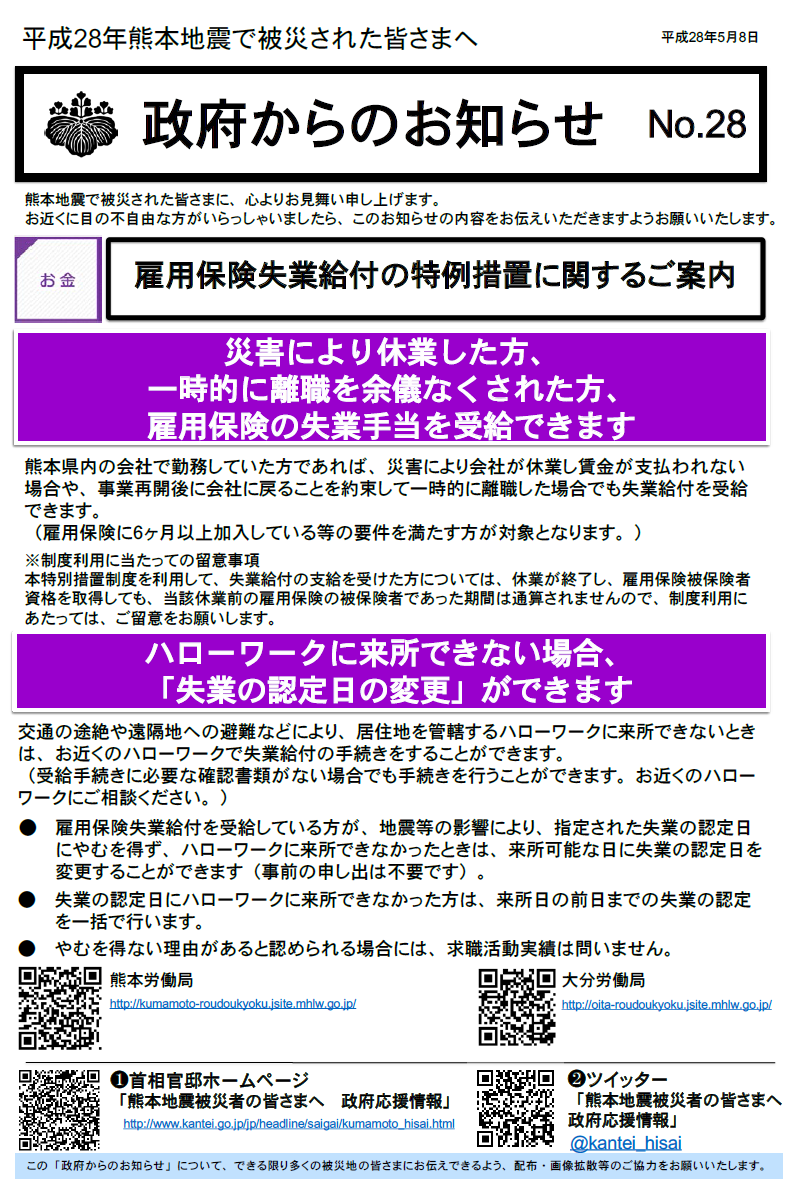 平成28年熊本地震で被災された皆さまへ
平成28年5月8日
政府からのお知らせ No.28
熊本地震で被災された皆さまに、心よりお見舞い申し上げます。
お近くに目の不自由な方がいらっしゃいましたら、このお知らせの内容をお伝えいただきますようお願いいたします。
お金
雇用保険失業給付の特例措置に関するご案内
災害により休業した方、
一時的に離職を余儀なくされた方、
雇用保険の失業手当を受給できます
熊本県内の会社で勤務していた方であれば、災害により会社が休業し賃金が支払われない
場合や、事業再開後に会社に戻ることを約束して一時的に離職した場合でも失業給付を受給
できます。
（雇用保険に6ヶ月以上加入している等の要件を満たす方が対象となります。）
※制度利用に当たっての留意事項
本特別措置制度を利用して、失業給付の支給を受けた方については、休業が終了し、雇用保険被保険者
資格を取得しても、当該休業前の雇用保険の被保険者であった期間は通算されませんので、制度利用に
あたっては、ご留意をお願いします。
ハローワークに来所できない場合、
「失業の認定日の変更」ができます
交通の途絶や遠隔地への避難などにより、居住地を管轄するハローワークに来所できないとき
は、お近くのハローワークで失業給付の手続きをすることができます。
（受給手続きに必要な確認書類がない場合でも手続きを行うことができます。お近くのハロー
ワークにご相談ください。）
● 雇用保険失業給付を受給している方が、地震等の影響により、指定された失業の認定日
にやむを得ず、ハローワークに来所できなかったときは、来所可能な日に失業の認定日を
変更することができます（事前の申し出は不要です）。
● 失業の認定日にハローワークに来所できなかった方は、来所日の前日までの失業の認定
を一括で行います。
● やむを得ない理由があると認められる場合には、求職活動実績は問いません。
熊本労働局
http://kumamoto-roudoukyoku.jsite.mhlw.go.jp/
大分労働局
http://oita-roudoukyoku.jsite.mhlw.go.jp/
❶首相官邸ホームページ
「熊本地震被災者の皆さまへ　政府応援情報」
http://www.kantei.go.jp/jp/headline/saigai/kumamoto_hisai.html
❷ツイッター
「熊本地震被災者の皆さまへ
政府応援情報」
@kantei_hisai
この「政府からのお知らせ」について、できる限り多くの被災地の皆さまにお伝えできるよう、配布・画像拡散等のご協力をお願いいたします。